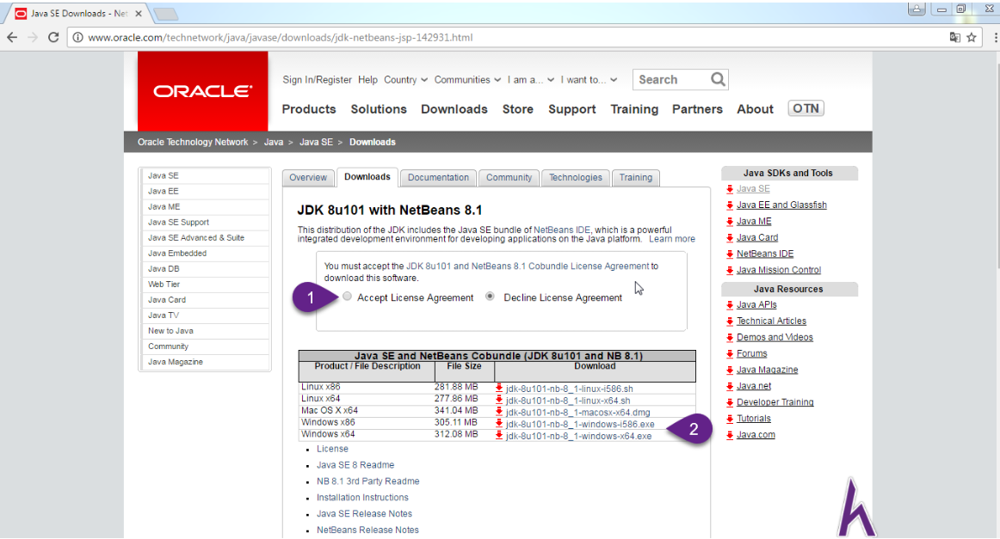 Java SE Downloads - Net
www.oracle.com/technetwork/java/javase/downloads/jdk-netbeans-jsp-142931.html
ORACLE
Sign In/Register Help Country Communities I am a... I want to... Search
Products Solutions Downloads Store Support Training Partners About OTN
Oracle Technology Network > Java > Java SE > Downloads
Java SE
Java EE
Java ME
Java SE Support
Java SE Advanced & Suite
Java Embedded
Java DB
Web Tier
Java Card
Java TV
New to Java
Community
Java Magazine
Overview Downloads Documentation Community Technologies Training
JDK 8u101 with NetBeans 8.1
This distribution of the JDK includes the Java SE bundle of NetBeans IDE, which is a powerful
integrated development environment for developing applications on the Java platform. Learn more
You must accept the JDK 8u101 and NetBeans 8.1 Cobundle License Agreement to
download this software.
1 Accept License Agreement Decline License Agreement
Java SE and NetBeans Cobundle (JDK 8u101 and NB 8.1)
Product / File Description File Size Download
Linux x86 281.88 MB jdk-8u101-nb-8_1-linux-i586.sh
Linux x64 277.86 MB jdk-8u101-nb-8_1-linux-x64.sh
Mac OS X x64 341.04 MB jdk-8u101-nb-8_1-macosx-x64.dmg
Windows x86 305.11 MB jdk-8u101-nb-8_1-windows-i586.exe
Windows x64 312.08 MB jdk-8u101-nb-8_1-windows-x64.exe
2
License
Java SE 8 Readme
NB 8.1 3rd Party Readme
Installation Instructions
Java SE Release Notes
NetBeans Release Notes
Java SDKs and Tools
Java SE
Java EE and Glassfish
Java ME
Java Card
NetBeans IDE
Java Mission Control
Java Resources
Java APIs
Technical Articles
Demos and Videos
Forums
Java Magazine
Java.net
Developer Training
Tutorials
Java.com